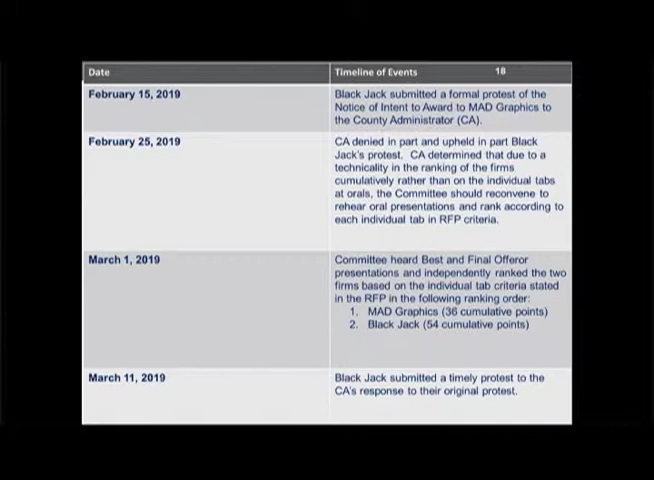 Date
Timeline of Events 18
February 15, 2019
Black Jack submitted a formal protest of the
Notice of Intent to Award to MAD Graphics to
the County Administrator (CA).
February 25, 2019
CA denied in part and upheld in part Black
Jack's protest. CA determined that due to a
technicality in the ranking of the firms
cumulatively rather than on the individual tabs
at orals, the Committee should reconvene to
rehear oral presentations and rank according to
each individual tab in RFP criteria.
March 1, 2019
Committee heard Best and Final Offeror
presentations and independently ranked the two
firms based on the individual tab criteria stated
in the RFP in the following ranking order:
1. MAD Graphics (36 cumulative points)
2. Black Jack (54 cumulative points)
March 11, 2019
Black Jack submitted a timely protest to the
CA's response to their original protest.